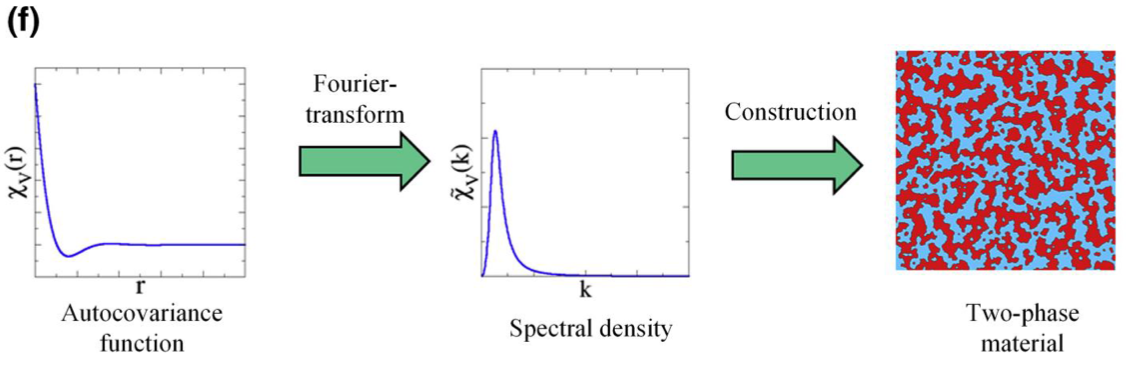 (f)
χV(r)
r
Autocovariance
function
Fourier-
transform
χ̃V(k)
k
Spectral density
Construction
Two-phase
material